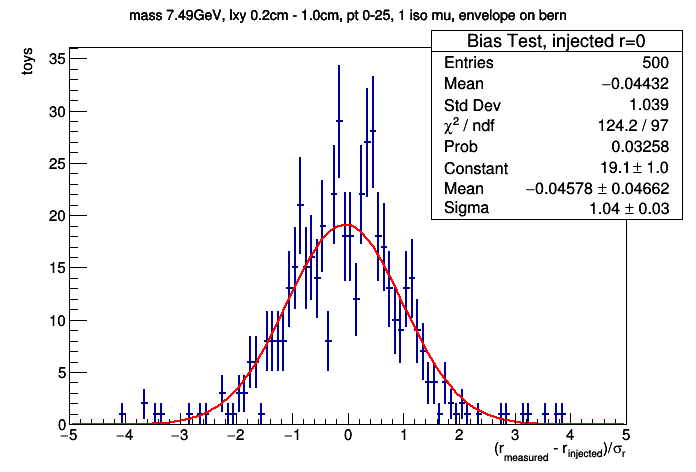 mass 7.49GeV, lxy 0.2cm - 1.0cm, pt 0-25, 1 iso mu, envelope on bern
Bias Test, injected r=0
Entries 500
Mean −0.04432
Std Dev 1.039
χ² / ndf 124.2 / 97
Prob 0.03258
Constant 19.1 ± 1.0
Mean −0.04578 ± 0.04662
Sigma 1.04 ± 0.03
toys
35
30
25
20
15
10
5
0
−5 −4 −3 −2 −1 0 1 2 3 4 5
(r_measured - r_injected)/σ_r